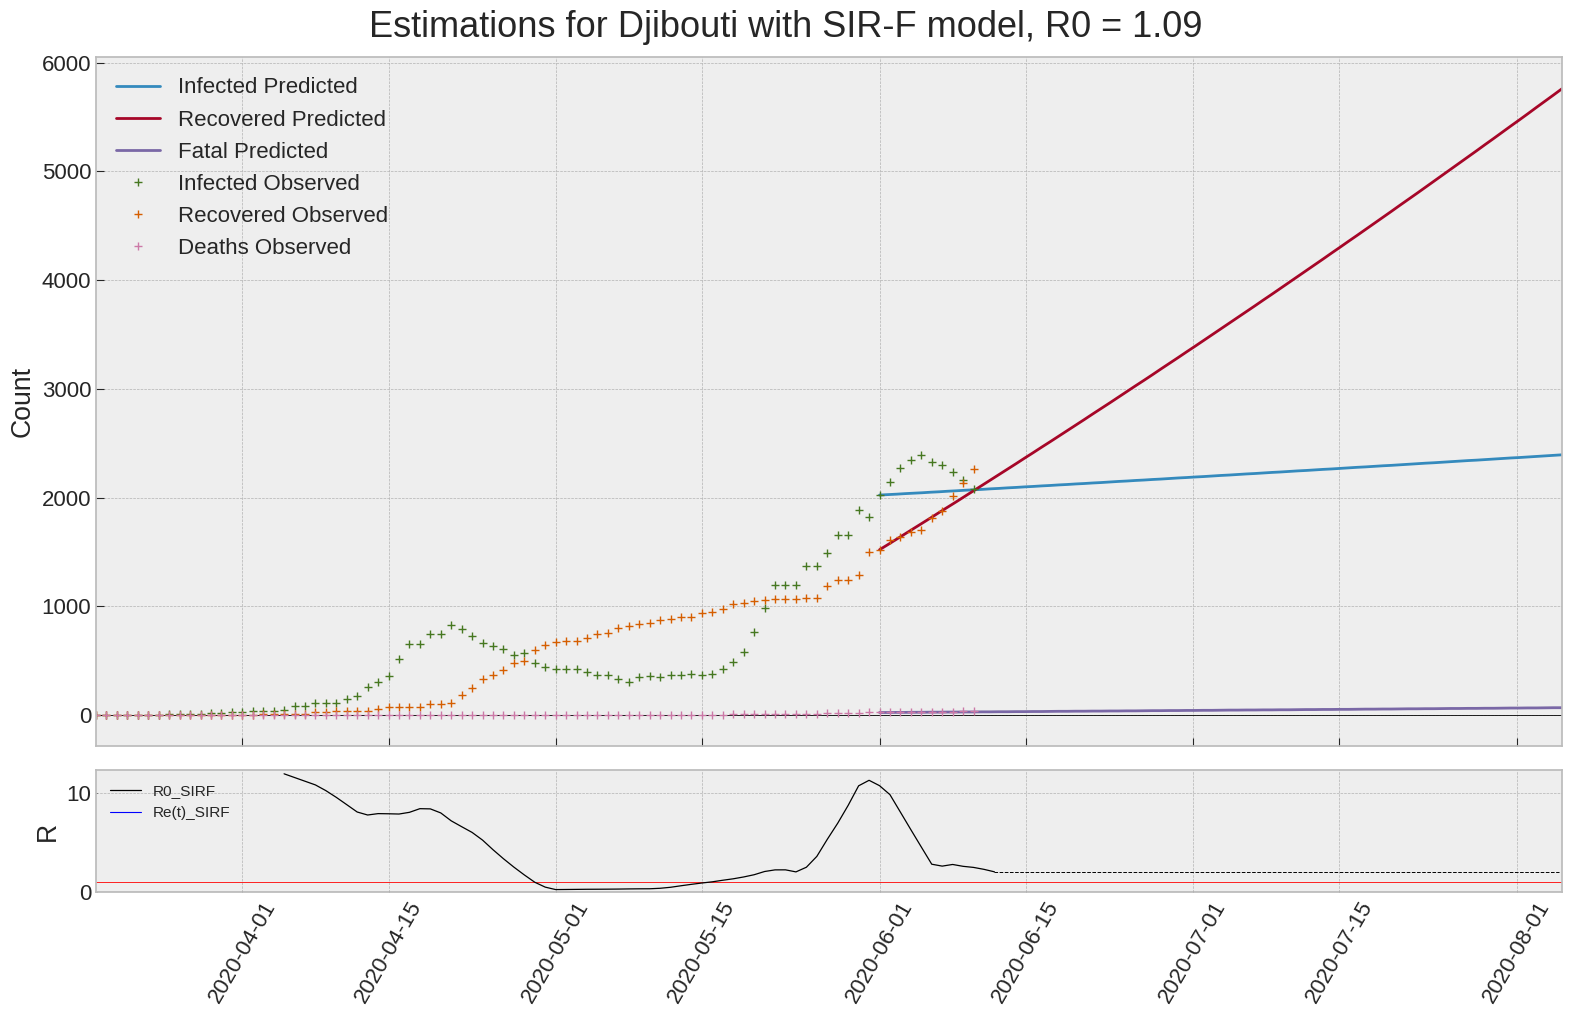 Estimations for Djibouti with SIR-F model, R0 = 1.09
6000
5000
4000
3000
2000
1000
0
Count
Infected Predicted
Recovered Predicted
Fatal Predicted
Infected Observed
Recovered Observed
Deaths Observed
10
0
R
R0_SIRF
Re(t)_SIRF
2020-04-01
2020-04-15
2020-05-01
2020-05-15
2020-06-01
2020-06-15
2020-07-01
2020-07-15
2020-08-01